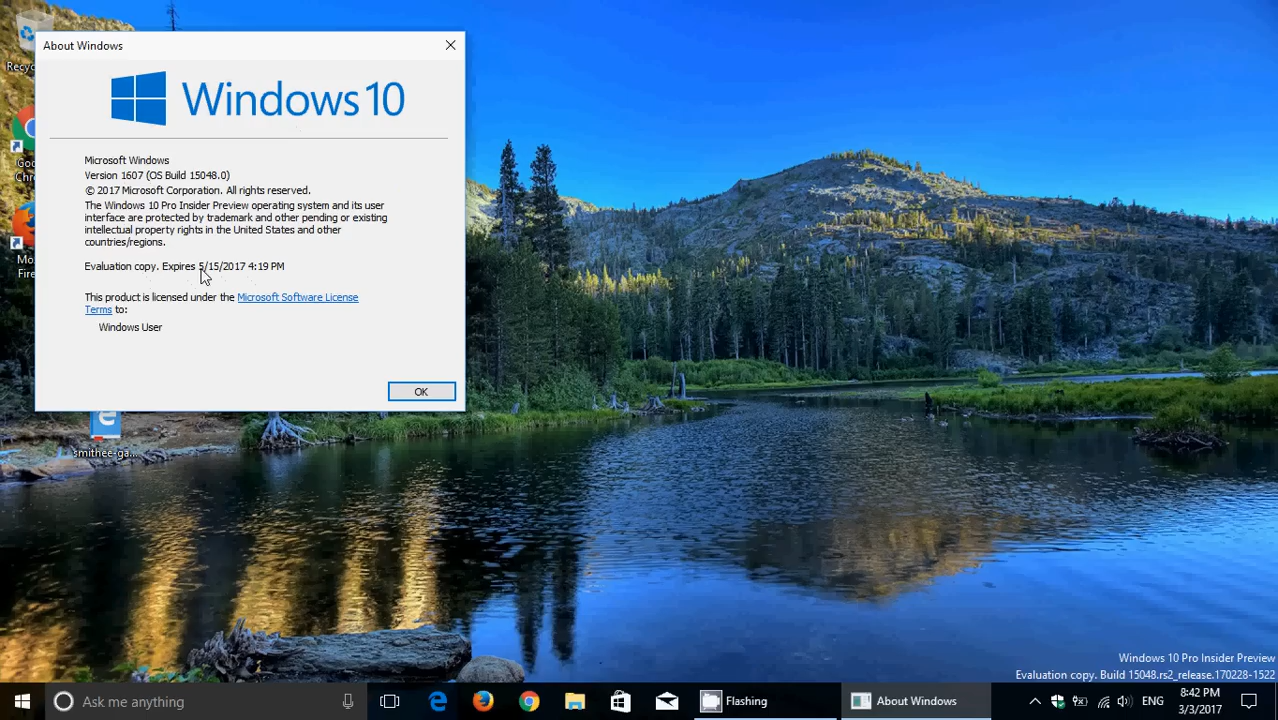 About Windows
Windows 10
Microsoft Windows
Version 1607 (OS Build 15048.0)
© 2017 Microsoft Corporation. All rights reserved.
The Windows 10 Pro Insider Preview operating system and its user
interface are protected by trademark and other pending or existing
intellectual property rights in the United States and other
countries/regions.
Evaluation copy. Expires 5/15/2017 4:19 PM
This product is licensed under the Microsoft Software License
Terms to:
Windows User
OK
smithee-ga...
Windows 10 Pro Insider Preview
Evaluation copy. Build 15048.rs2_release.170228-1522
Ask me anything
Flashing
About Windows
ENG
8:42 PM
3/3/2017